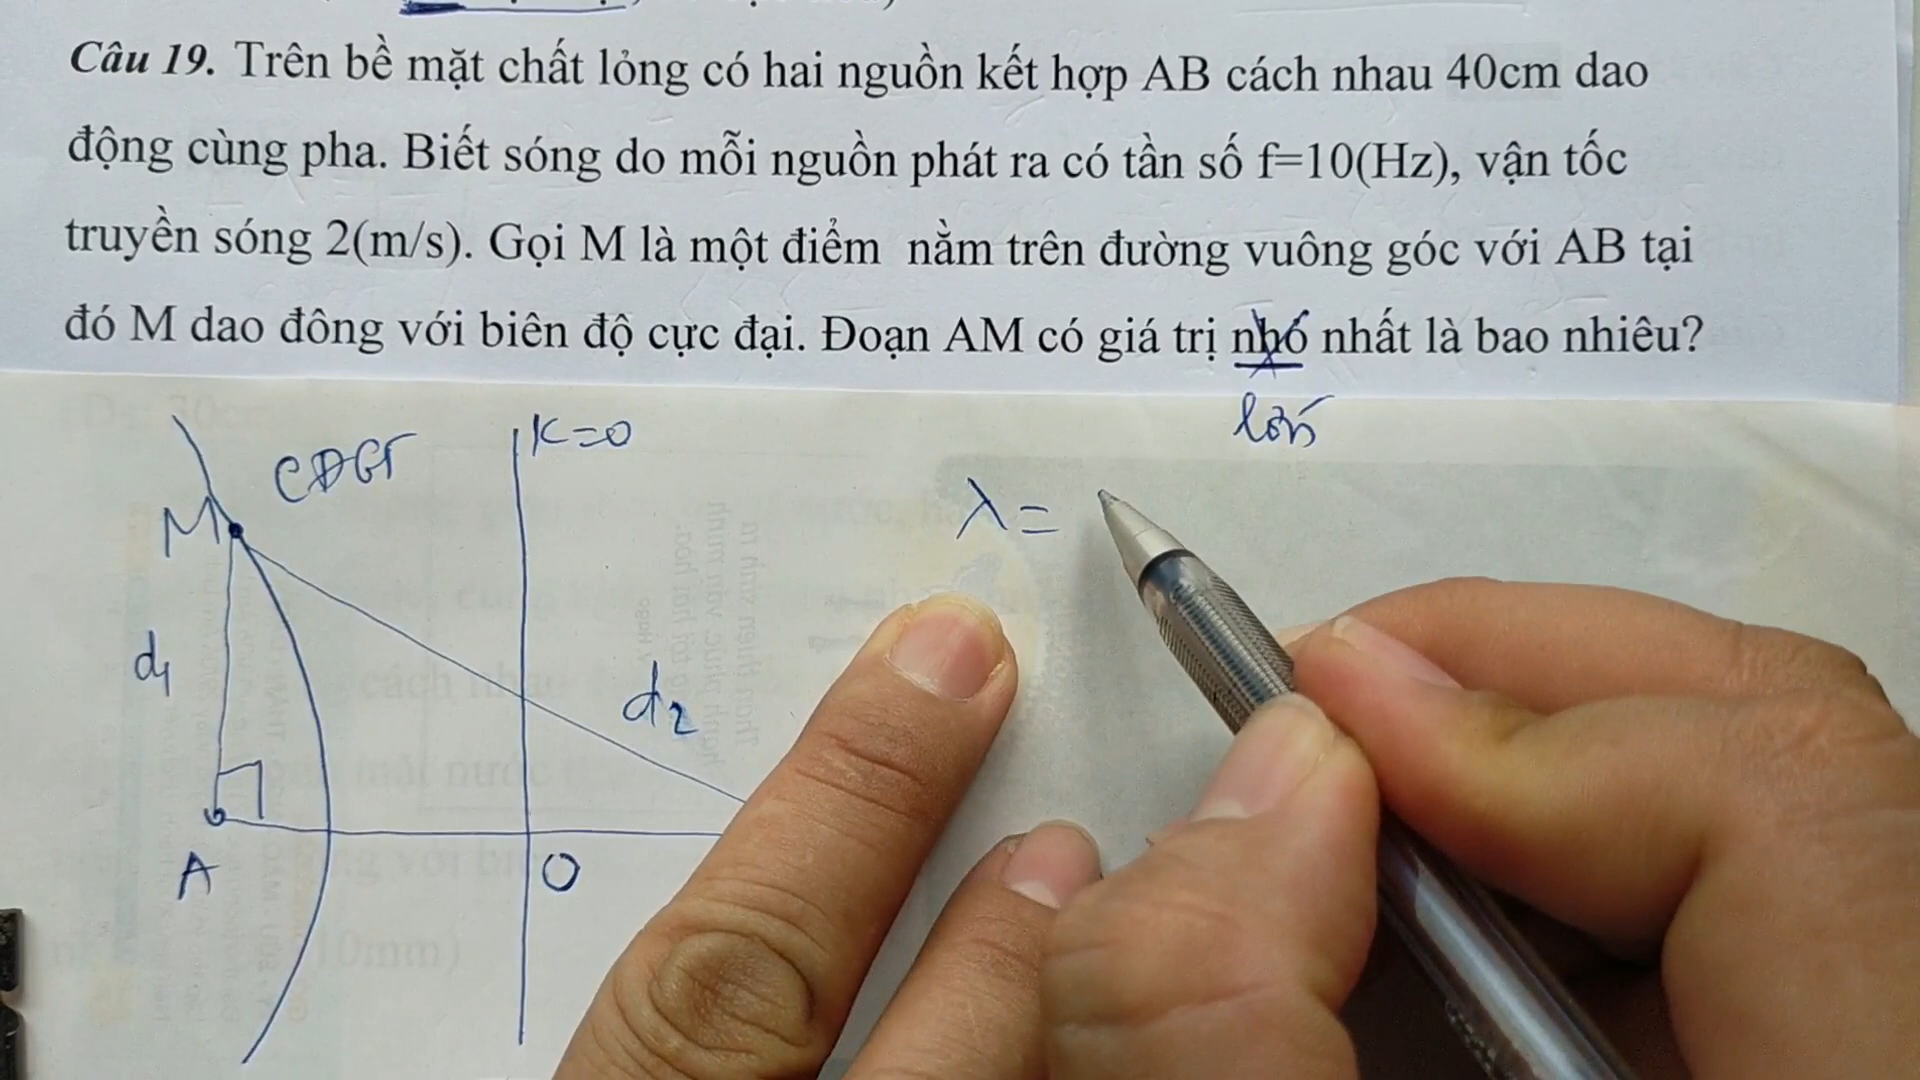 Câu 19. Trên bề mặt chất lỏng có hai nguồn kết hợp AB cách nhau 40cm dao
động cùng pha. Biết sóng do mỗi nguồn phát ra có tần số f=10(Hz), vận tốc
truyền sóng 2(m/s). Gọi M là một điểm nằm trên đường vuông góc với AB tại
đó M dao đông với biên độ cực đại. Đoạn AM có giá trị nhỏ nhất là bao nhiêu?
lớn
K=0
CĐGT
λ=
M
d1
d2
A
O
10mm)